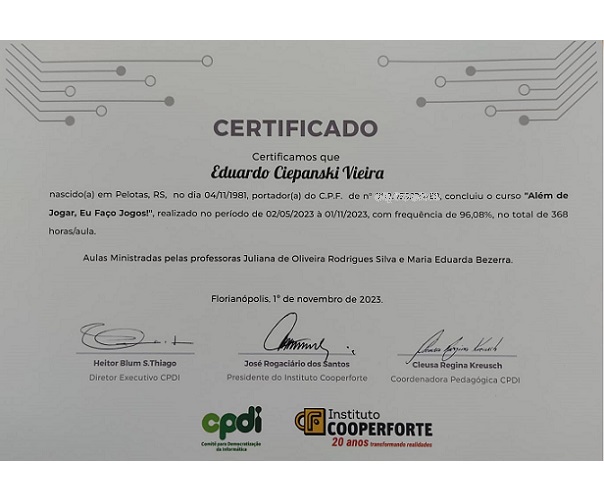 CERTIFICADO
Certificamos que
Eduardo Ciepanski Vieira
nascido(a) em Pelotas, RS, no dia 04/11/1981, portador(a) do C.P.F. de nº , concluiu o curso "Além de
Jogar, Eu Faço Jogos!", realizado no período de 02/05/2023 à 01/11/2023, com frequência de 96,08%, no total de 368
horas/aula.
Aulas Ministradas pelas professoras Juliana de Oliveira Rodrigues Silva e Maria Eduarda Bezerra.
Florianópolis, 1º de novembro de 2023.
Heitor Blum S.Thiago José Rogaciário dos Santos Cleusa Regina Kreusch
Diretor Executivo CPDI Presidente do Instituto Cooperforte Coordenadora Pedagógica CPDI
cpdi
Comitê para Democratização
da Informática
Instituto
COOPERFORTE
20 anos transformando realidades